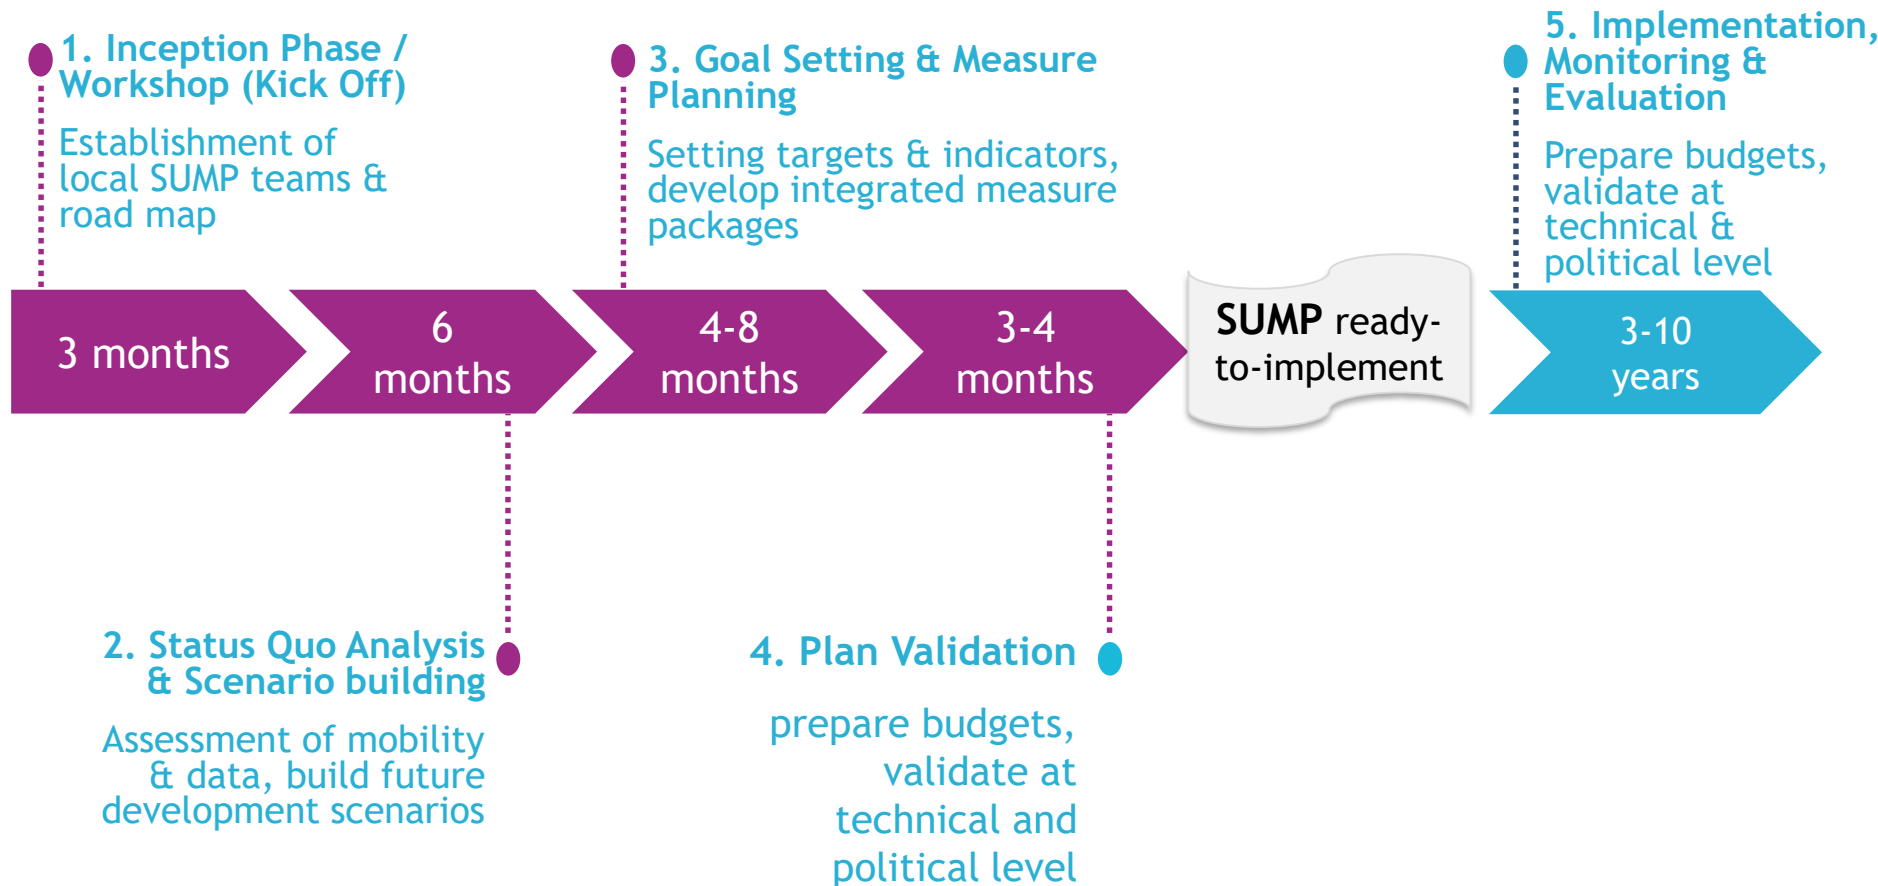 1. Inception Phase /
Workshop (Kick Off)
Establishment of
local SUMP teams &
road map
3. Goal Setting & Measure
Planning
Setting targets & indicators,
develop integrated measure
packages
5. Implementation,
Monitoring &
Evaluation
Prepare budgets,
validate at
technical &
political level
3 months
6
months
4-8
months
3-4
months
SUMP ready-
to-implement
3-10
years
2. Status Quo Analysis
& Scenario building
Assessment of mobility
& data, build future
development scenarios
4. Plan Validation
prepare budgets,
validate at
technical and
political level